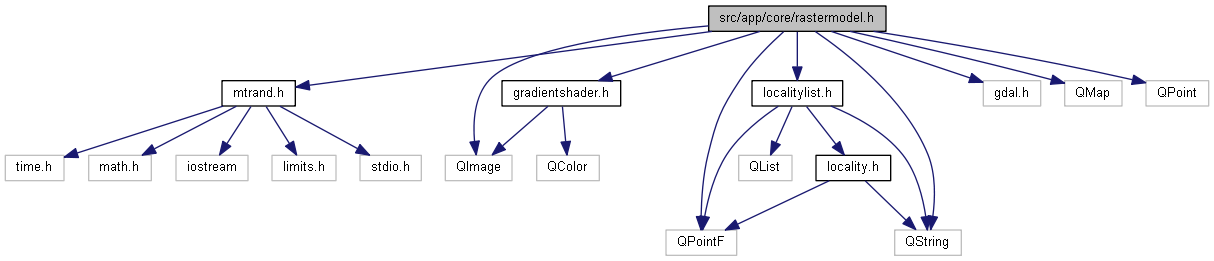 src/app/core/rastermodel.h
mtrand.h
gradientshader.h
localitylist.h
gdal.h
QMap
QPoint
time.h
math.h
iostream
limits.h
stdio.h
QImage
QColor
QList
locality.h
QPointF
QString